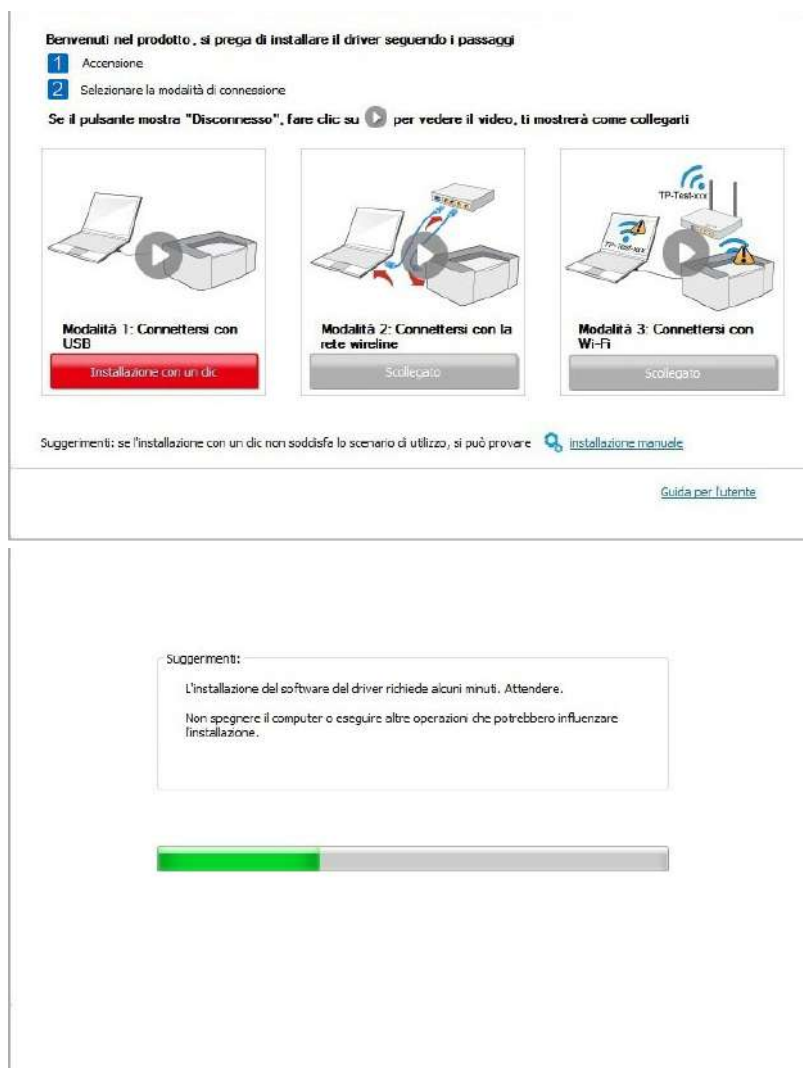 Benvenuti nel prodotto, si prega di installare il driver seguendo i passaggi
1 Accensione
2 Selezionare la modalità di connessione
Se il pulsante mostra "Disconnesso", fare clic su per vedere il video, ti mostrerà come collegarti
TP-Test-xxx
TP-Test-xxx
Modalità 1: Connettersi con
USB
Installazione con un clic
Modalità 2: Connettersi con la
rete wireline
Scollegato
Modalità 3: Connettersi con
Wi-Fi
Scollegato
Suggerimenti: se l'installazione con un clic non soddisfa lo scenario di utilizzo, si può provare installazione manuale
Guida per l'utente
Suggerimenti:
L'installazione del software del driver richiede alcuni minuti. Attendere.
Non spegnere il computer o eseguire altre operazioni che potrebbero influenzare
l'installazione.